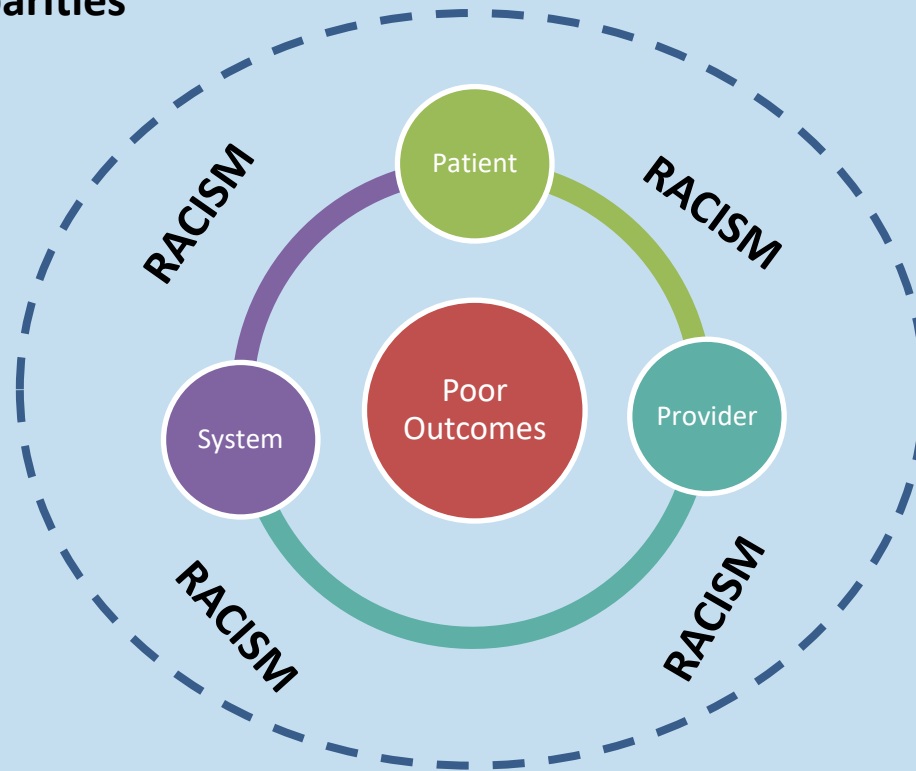 arities
Patient
RACISM
RACISM
Poor
Outcomes
Provider
System
RACISM
RACISM